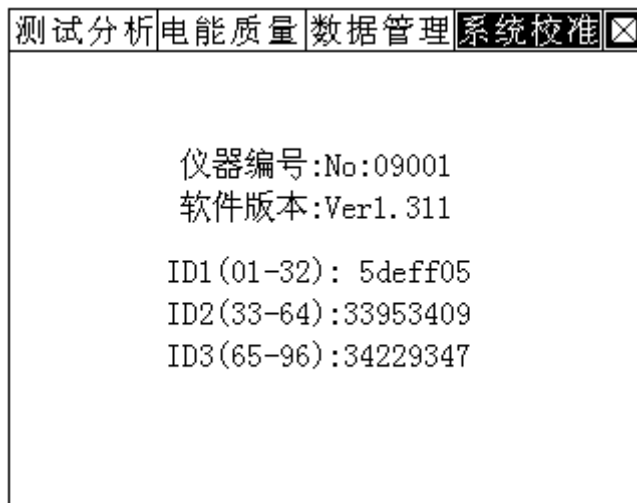 测试分析 电能质量 数据管理 系统校准
仪器编号:No:09001
软件版本:Ver1.311
ID1(01-32): 5deff05
ID2(33-64):33953409
ID3(65-96):34229347